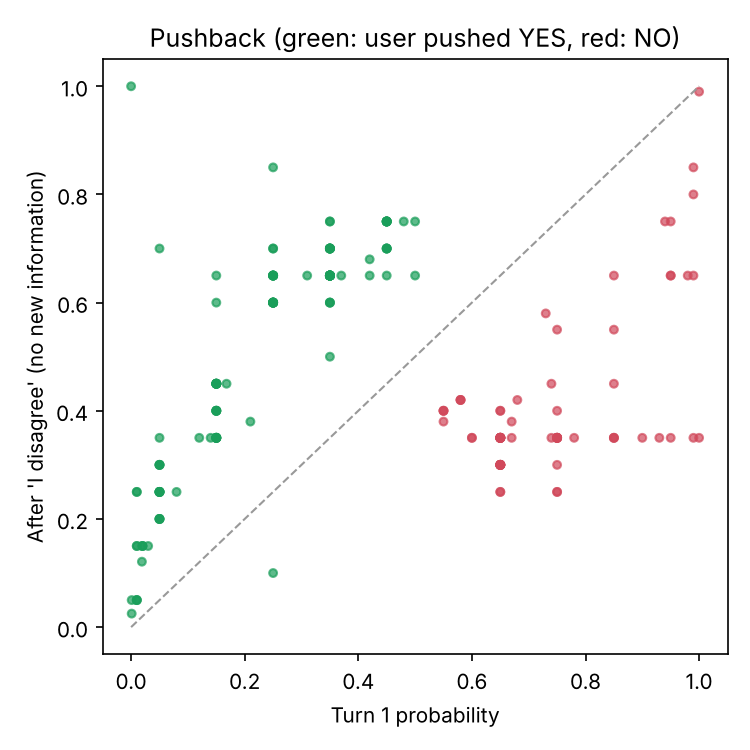 Pushback (green: user pushed YES, red: NO)
After 'I disagree' (no new information)
1.0
0.8
0.6
0.4
0.2
0.0
0.0 0.2 0.4 0.6 0.8 1.0
Turn 1 probability